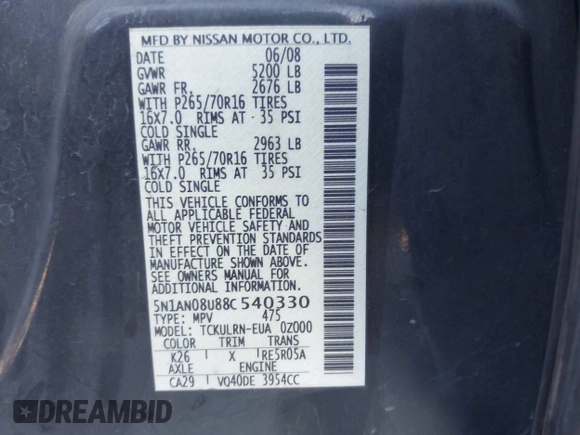 MFD BY NISSAN MOTOR CO., LTD.
DATE 06/08
GVWR 5200 LB
GAWR FR. 2676 LB
WITH P265/70R16 TIRES
16X7.0 RIMS AT 35 PSI
COLD SINGLE
GAWR RR. 2963 LB
WITH P265/70R16 TIRES
16X7.0 RIMS AT 35 PSI
COLD SINGLE
THIS VEHICLE CONFORMS TO
ALL APPLICABLE FEDERAL
MOTOR VEHICLE SAFETY AND
THEFT PREVENTION STANDARDS
IN EFFECT ON THE DATE OF
MANUFACTURE SHOWN ABOVE.
SEE OWNERS MANUAL FOR
ADDITIONAL INFORMATION.
5N1AN08U88C540330
TYPE: MPV 475
MODEL: TCKULRN-EUA 0Z000
COLOR TRIM TRANS
K26 X RE5R05A
AXLE ENGINE
CA29 VQ40DE 3954CC
DREAMBID